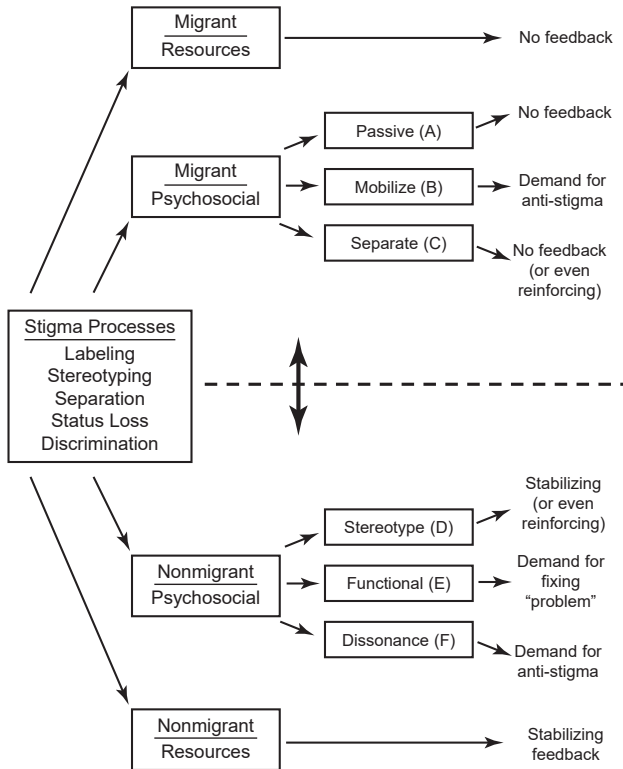 Migrant
Resources
No feedback
Migrant
Psychosocial
Passive (A)
No feedback
Mobilize (B)
Demand for
anti-stigma
Separate (C)
No feedback
(or even
reinforcing)
Stigma Processes
Labeling
Stereotyping
Separation
Status Loss
Discrimination
Nonmigrant
Psychosocial
Stereotype (D)
Stabilizing
(or even
reinforcing)
Functional (E)
Demand for
fixing
“problem”
Dissonance (F)
Demand for
anti-stigma
Nonmigrant
Resources
Stabilizing
feedback